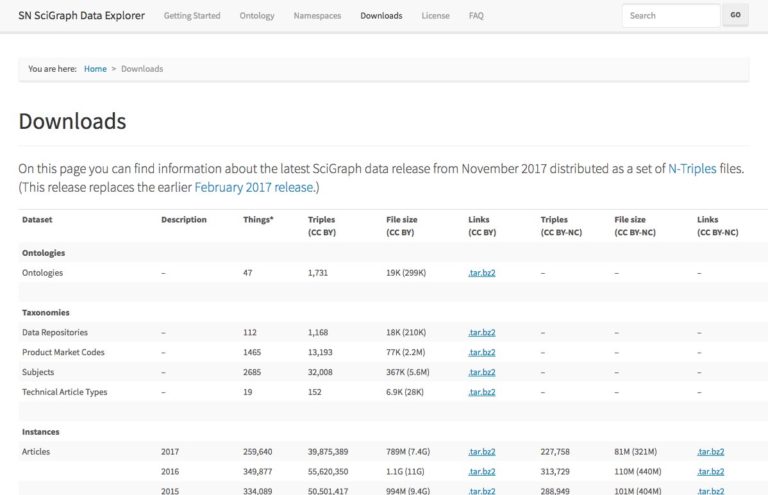 SN SciGraph Data Explorer Getting Started Ontology Namespaces Downloads License FAQ Search GO
You are here: Home > Downloads
Downloads
On this page you can find information about the latest SciGraph data release from November 2017 distributed as a set of N-Triples files.
(This release replaces the earlier February 2017 release.)
Dataset Description Things* Triples (CC BY) File size (CC BY) Links (CC BY) Triples (CC BY-NC) File size (CC BY-NC) Links (CC BY-NC)
Ontologies
Ontologies – 47 1,731 19K (299K) .tar.bz2 – – –
Taxonomies
Data Repositories – 112 1,168 18K (210K) .tar.bz2 – – –
Product Market Codes – 1465 13,193 77K (2.2M) .tar.bz2 – – –
Subjects – 2685 32,008 367K (5.6M) .tar.bz2 – – –
Technical Article Types – 19 152 6.9K (28K) .tar.bz2 – – –
Instances
Articles 2017 259,640 39,875,389 789M (7.4G) .tar.bz2 227,758 81M (321M) .tar.bz2
2016 349,877 55,620,350 1.1G (11G) .tar.bz2 313,729 110M (440M) .tar.bz2
2015 334,089 50,501,417 994M (9.4G) .tar.bz2 288,949 101M (404M) .tar.bz2